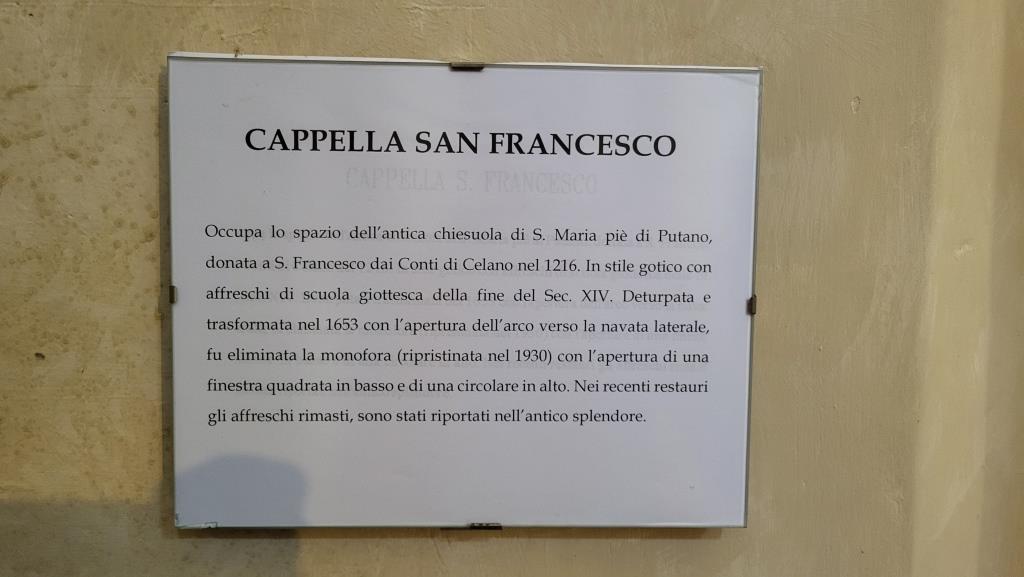 CAPPELLA SAN FRANCESCO
CAPPELLA S. FRANCESCO
Occupa lo spazio dell'antica chiesuola di S. Maria piè di Putano,
donata a S. Francesco dai Conti di Celano nel 1216. In stile gotico con
affreschi di scuola giottesca della fine del Sec. XIV. Deturpata e
trasformata nel 1653 con l'apertura dell'arco verso la navata laterale,
fu eliminata la monofora (ripristinata nel 1930) con l'apertura di una
finestra quadrata in basso e di una circolare in alto. Nei recenti restauri
gli affreschi rimasti, sono stati riportati nell'antico splendore.